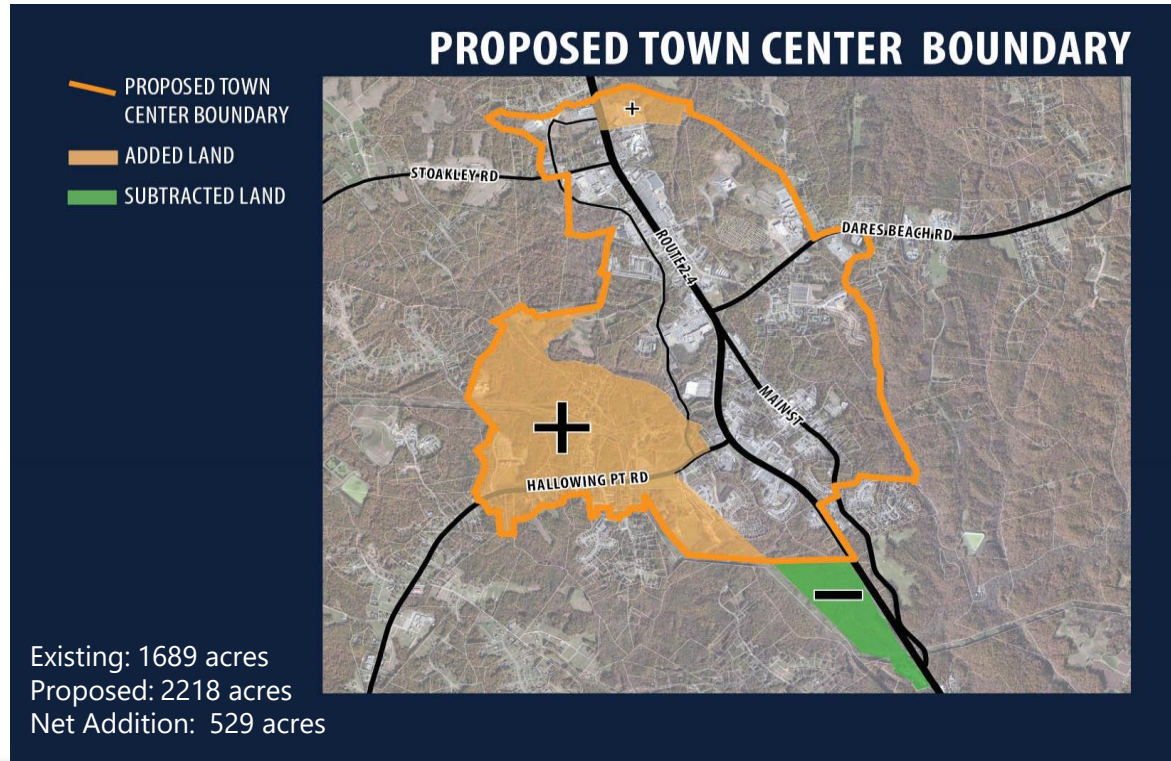 PROPOSED TOWN CENTER BOUNDARY
PROPOSED TOWN
CENTER BOUNDARY
ADDED LAND
SUBTRACTED LAND
+
STOAKLEY RD
DARES BEACH RD
ROUTE 2-4
MAIN ST
+
HALLOWING PT RD
−
Existing: 1689 acres
Proposed: 2218 acres
Net Addition: 529 acres